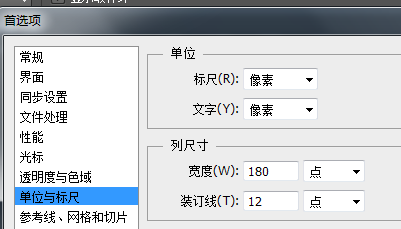 首选项
常规
界面
同步设置
文件处理
性能
光标
透明度与色域
单位与标尺
参考线、网格和切片
单位
标尺(R): 像素
文字(Y): 像素
列尺寸
宽度(W): 180 点
装订线(T): 12 点